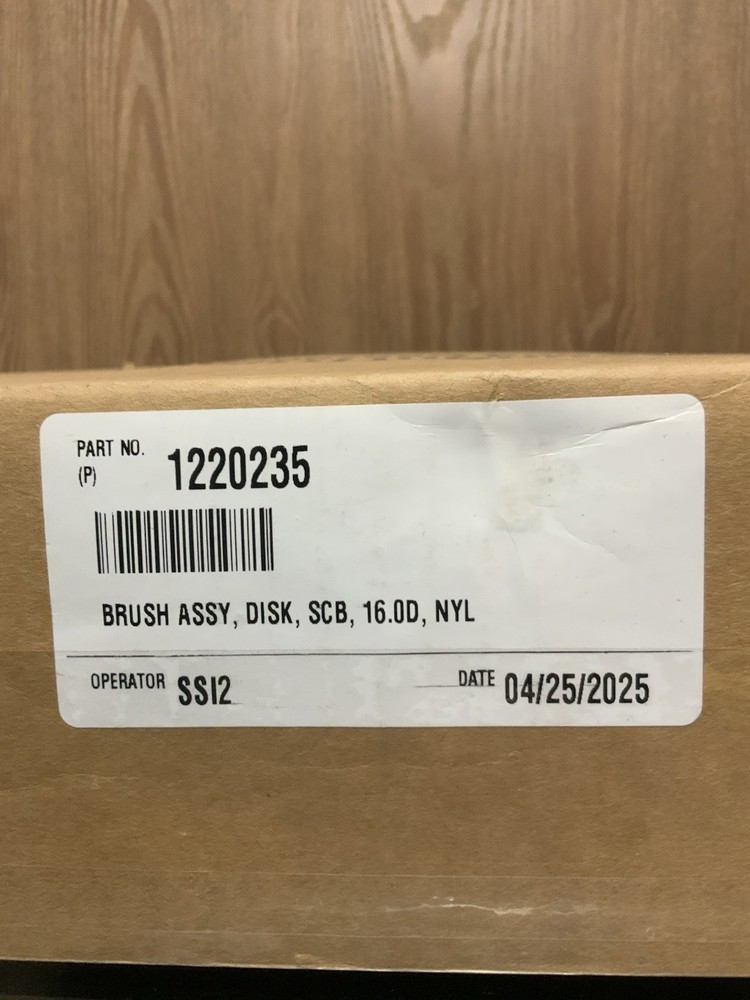 PART NO. 1220235
(P)
BRUSH ASSY, DISK, SCB, 16.0D, NYL
OPERATOR SSI2 DATE 04/25/2025